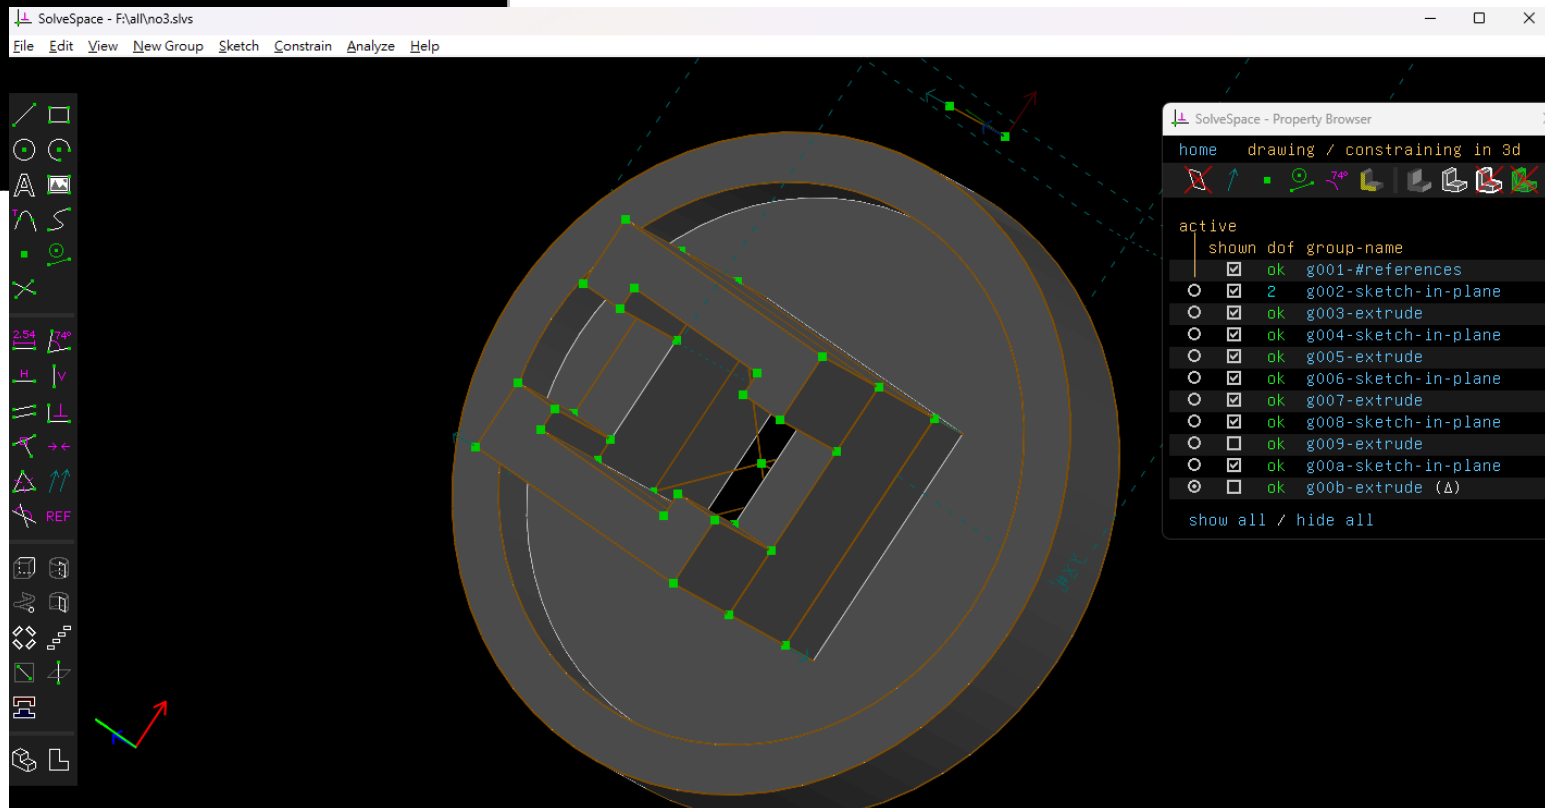 SolveSpace - F:\all\no3.slvs
File Edit View New Group Sketch Constrain Analyze Help
SolveSpace - Property Browser
home drawing / constraining in 3d
74°
active
shown dof group-name
ok g001-#references
2 g002-sketch-in-plane
ok g003-extrude
ok g004-sketch-in-plane
ok g005-extrude
ok g006-sketch-in-plane
ok g007-extrude
ok g008-sketch-in-plane
ok g009-extrude
ok g00a-sketch-in-plane
ok g00b-extrude (Δ)
show all / hide all
A
T
2.54 74°
H V
REF
#XY